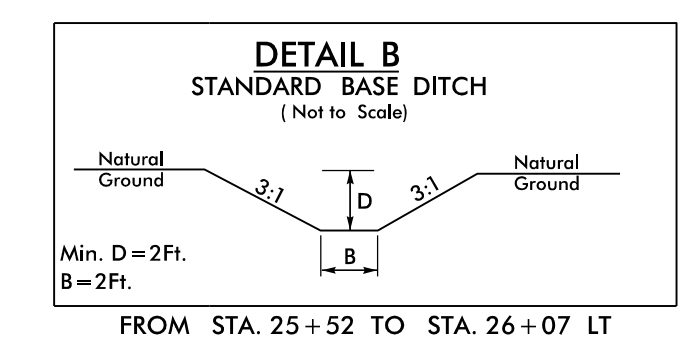 DETAIL B
STANDARD BASE DITCH
( Not to Scale)
Natural
Ground
3:1
D
3:1
Natural
Ground
B
Min. D=2Ft.
B=2Ft.
FROM STA. 25+52 TO STA. 26+07 LT